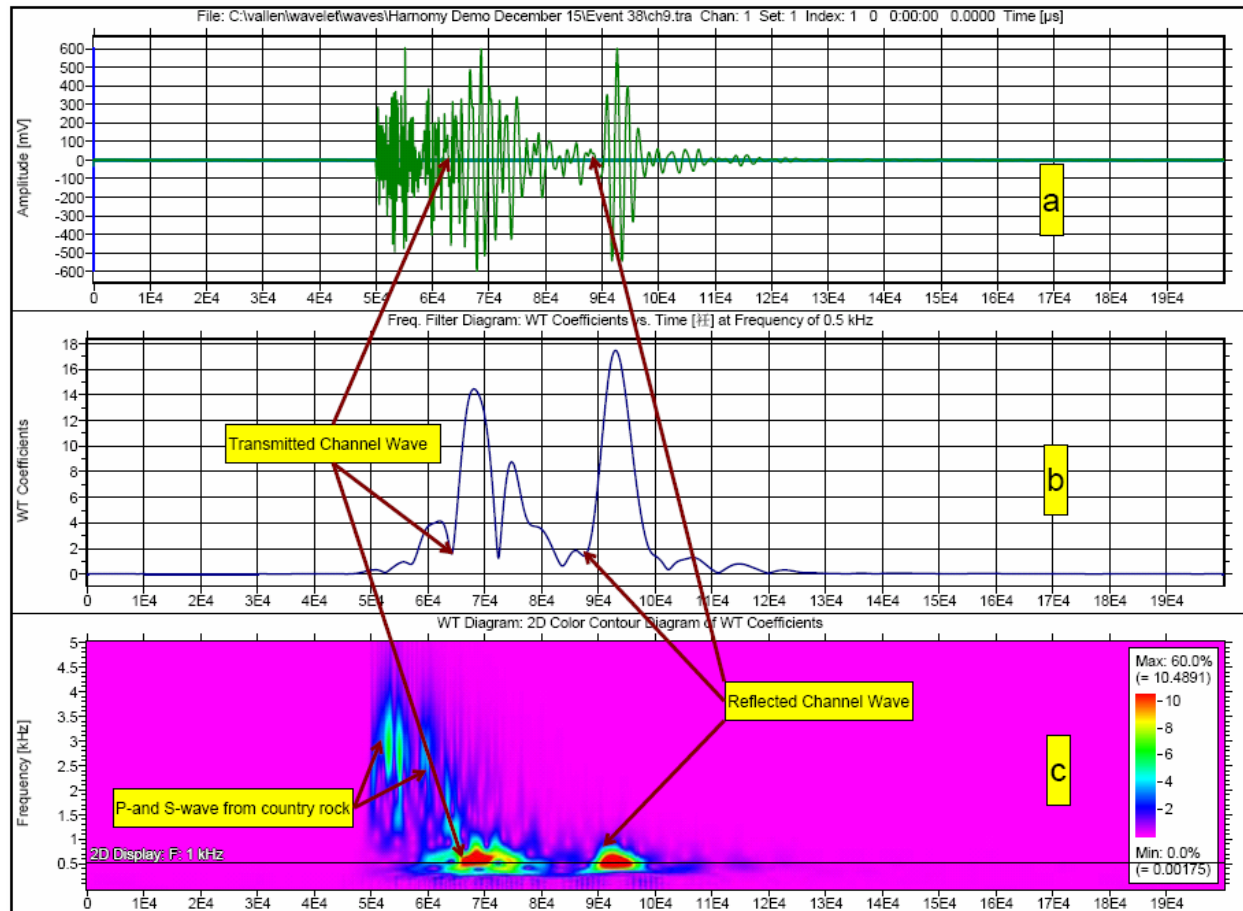 File: C:\vallen\wavelet\waves\Harnomy Demo December 15\Event 38\ch9.tra Chan: 1 Set: 1 Index: 1 0 0:00:00 0.0000 Time [µs]
Amplitude [mV]
600
500
400
300
200
100
0
-100
-200
-300
-400
-500
-600
a
0 1E4 2E4 3E4 4E4 5E4 6E4 7E4 8E4 9E4 10E4 11E4 12E4 13E4 14E4 15E4 16E4 17E4 18E4 19E4
Freq. Filter Diagram: WT Coefficients vs. Time [衽] at Frequency of 0.5 kHz
WT Coefficients
18
16
14
12
10
8
6
4
2
0
Transmitted Channel Wave
b
0 1E4 2E4 3E4 4E4 5E4 6E4 7E4 8E4 9E4 10E4 11E4 12E4 13E4 14E4 15E4 16E4 17E4 18E4 19E4
WT Diagram: 2D Color Contour Diagram of WT Coefficients
Frequency [kHz]
5
4.5
4
3.5
3
2.5
2
1.5
1
0.5
0
Reflected Channel Wave
P-and S-wave from country rock
2D Display: F: 1 kHz
c
Max: 60.0%
(= 10.4891)
10
8
6
4
2
Min: 0.0%
(= 0.00175)
0 1E4 2E4 3E4 4E4 5E4 6E4 7E4 8E4 9E4 10E4 11E4 12E4 13E4 14E4 15E4 16E4 17E4 18E4 19E4